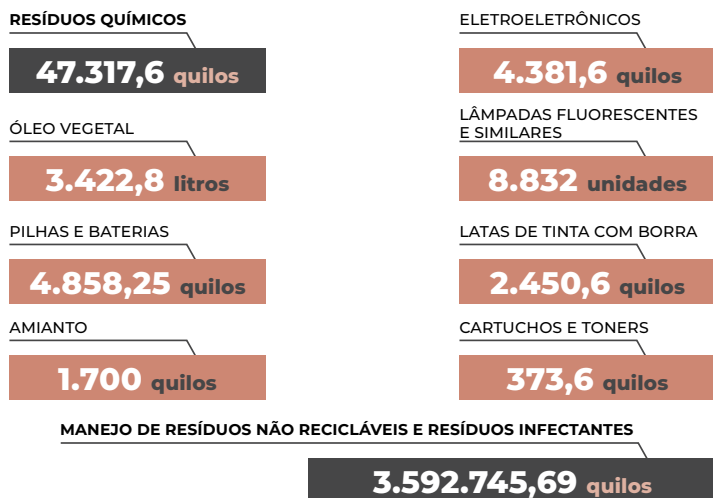 RESÍDUOS QUÍMICOS
47.317,6 quilos
ELETROELETRÔNICOS
4.381,6 quilos
ÓLEO VEGETAL
3.422,8 litros
LÂMPADAS FLUORESCENTES
E SIMILARES
8.832 unidades
PILHAS E BATERIAS
4.858,25 quilos
LATAS DE TINTA COM BORRA
2.450,6 quilos
AMIANTO
1.700 quilos
CARTUCHOS E TONERS
373,6 quilos
MANEJO DE RESÍDUOS NÃO RECICLÁVEIS E RESÍDUOS INFECTANTES
3.592.745,69 quilos